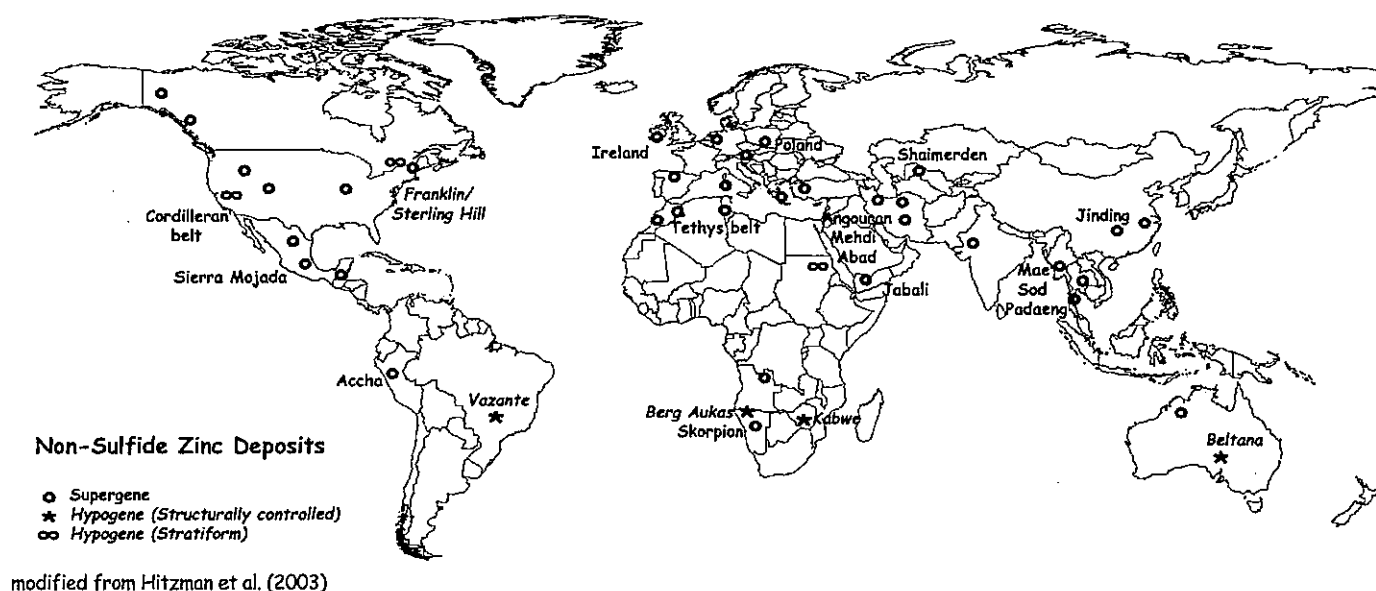 Ireland
Poland
Shaimerden
Franklin/
Sterling Hill
Cordilleran
belt
Tethys belt
Angouran
Mehdi
Abad
Jinding
Sierra Mojada
Jabali
Mae
Sod
Padaeng
Accha
Vazante
Berg Aukas
Skorpion
Kabwe
Beltana
Non-Sulfide Zinc Deposits
Supergene
Hypogene (Structurally controlled)
Hypogene (Stratiform)
modified from Hitzman et al. (2003)